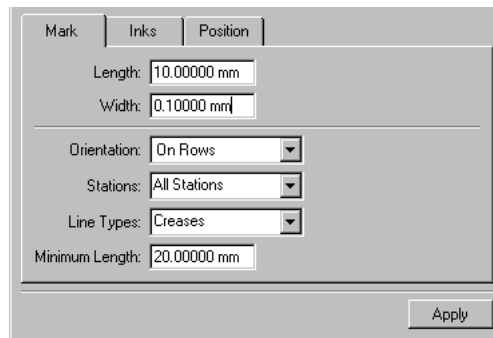 Mark Inks Position
Length: 10.00000 mm
Width: 0.10000 mm
Orientation: On Rows
Stations: All Stations
Line Types: Creases
Minimum Length: 20.00000 mm
Apply